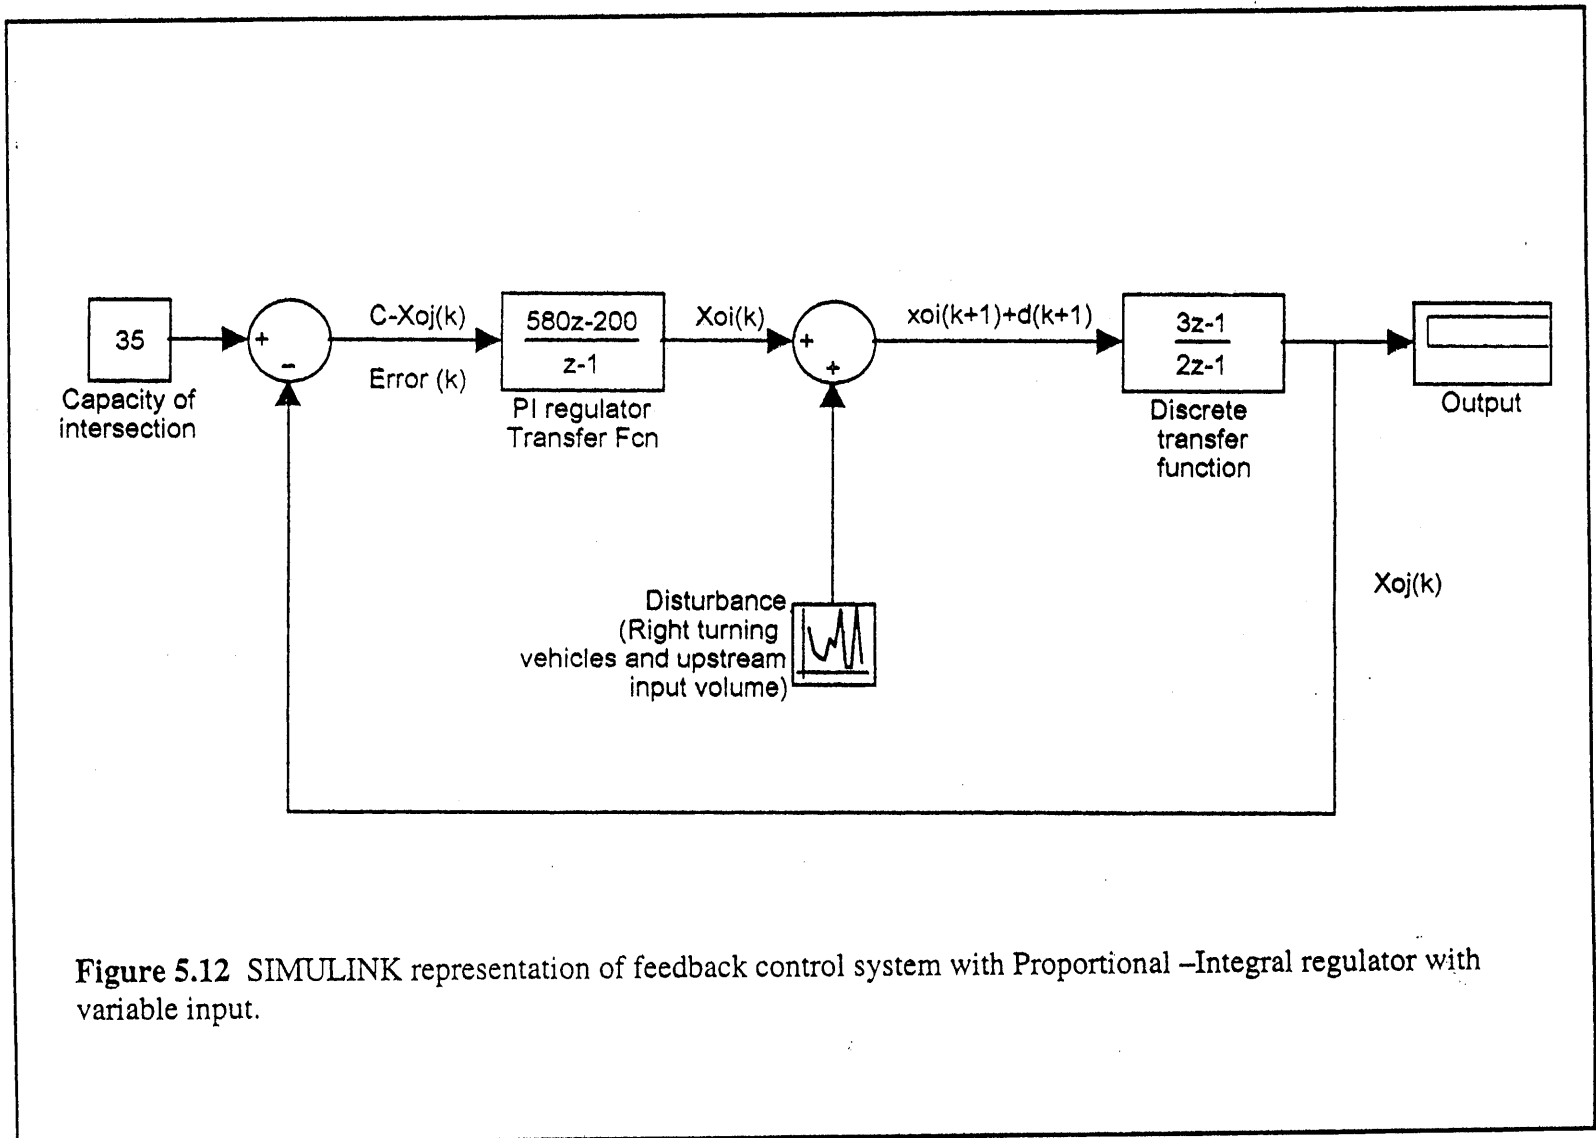 35
Capacity of
intersection
+
−
C-Xoj(k)
Error (k)
580z-200
z-1
PI regulator
Transfer Fcn
Xoi(k)
+
+
xoi(k+1)+d(k+1)
3z-1
2z-1
Discrete
transfer
function
Output
Xoj(k)
Disturbance
(Right turning
vehicles and upstream
input volume)
Figure 5.12 SIMULINK representation of feedback control system with Proportional –Integral regulator with
variable input.